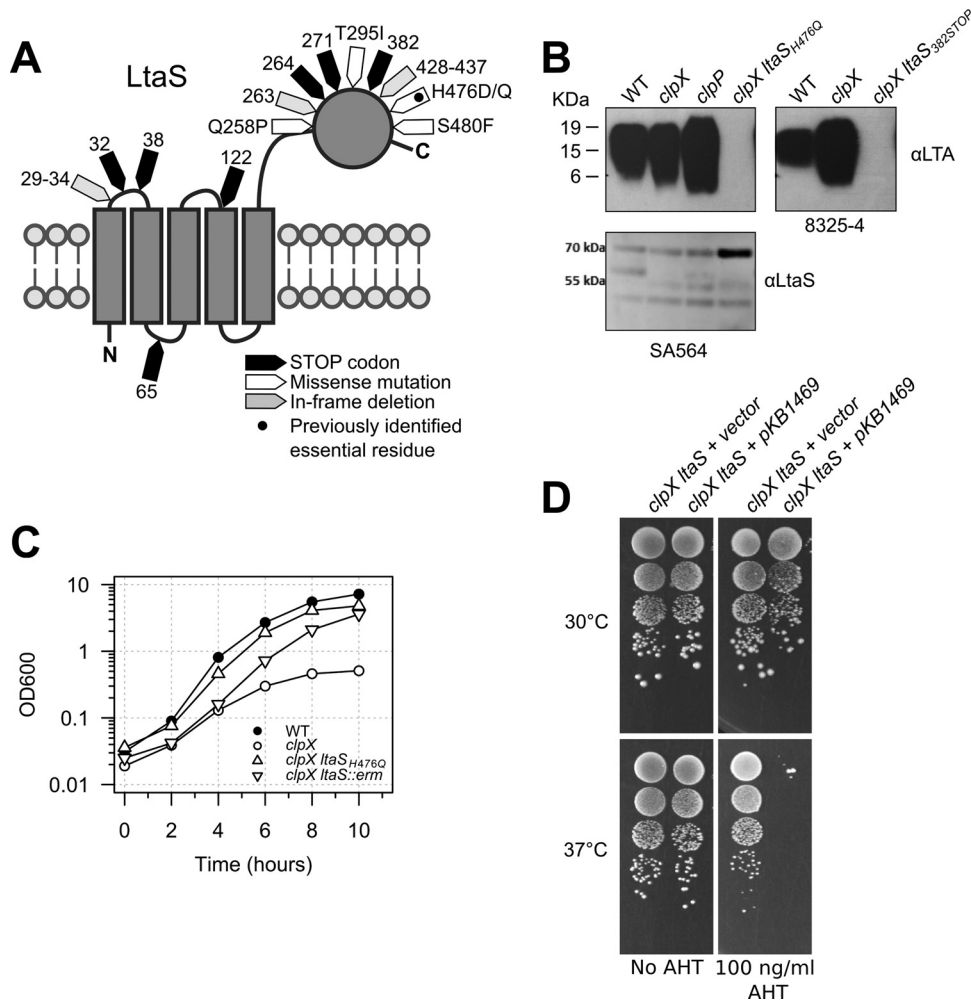 A
LtaS
T295I
271
382
264
428-437
263
H476D/Q
Q258P
S480F
C
32
38
122
29-34
N
65
STOP codon
Missense mutation
In-frame deletion
Previously identified
essential residue
B
WT
clpX
clpP
clpX ltaSH476Q
WT
clpX
clpX ltaS382STOP
KDa
19
15
6
αLTA
8325-4
70 kDa
55 kDa
αLtaS
SA564
C
OD600
10
1
0.1
0.01
WT
clpX
clpX ltaSH476Q
clpX ltaS::erm
0 2 4 6 8 10
Time (hours)
D
clpX ltaS + vector
clpX ltaS + pKB1469
clpX ltaS + vector
clpX ltaS + pKB1469
30°C
37°C
No AHT
100 ng/ml
AHT